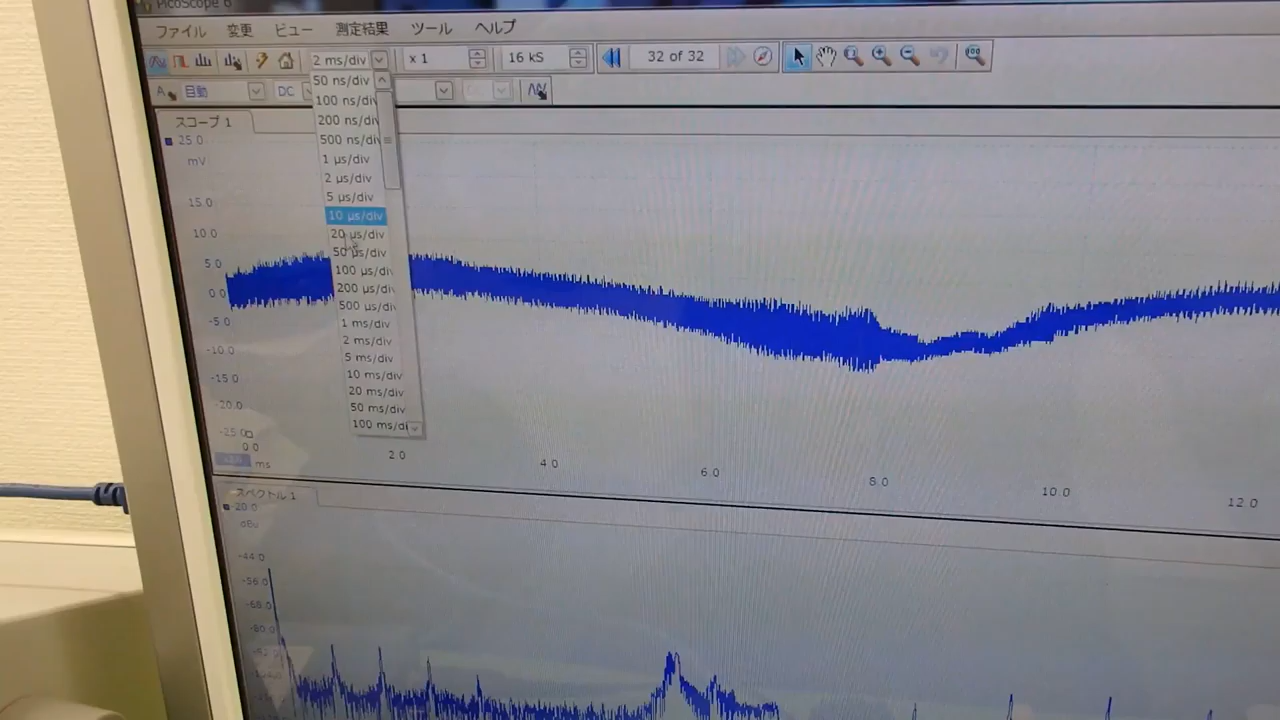 PicoScope 6
ファイル 変更 ビュー 測定結果 ツール ヘルプ
2 ms/div x 1 16 kS 32 of 32
A 自動 DC
50 ns/div
100 ns/div
200 ns/div
500 ns/div
1 µs/div
2 µs/div
5 µs/div
10 µs/div
20 µs/div
50 µs/div
100 µs/div
200 µs/div
500 µs/div
1 ms/div
2 ms/div
5 ms/div
10 ms/div
20 ms/div
50 ms/div
100 ms/di
スコープ 1
25.0
mV
15.0
10.0
5.0
0.0
-5.0
-10.0
-15.0
-20.0
-25.0
0.0 2.0 4.0 6.0 8.0 10.0 12.0
ms
スペクトル 1
-20.0
dBu
-44.0
-56.0
-68.0
-80.0